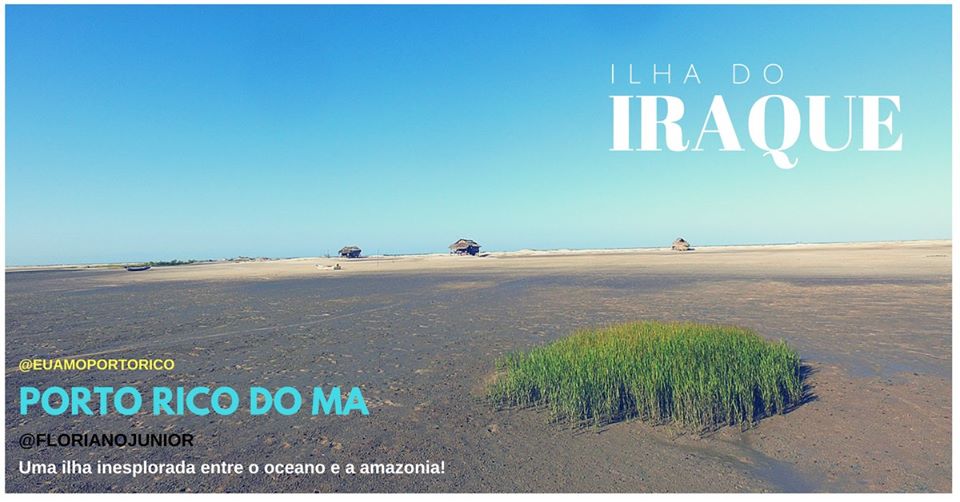 ILHA DO
IRAQUE
@EUAMOPORTORICO
PORTO RICO DO MA
@FLORIANOJUNIOR
Uma ilha inesplorada entre o oceano e a amazonia!